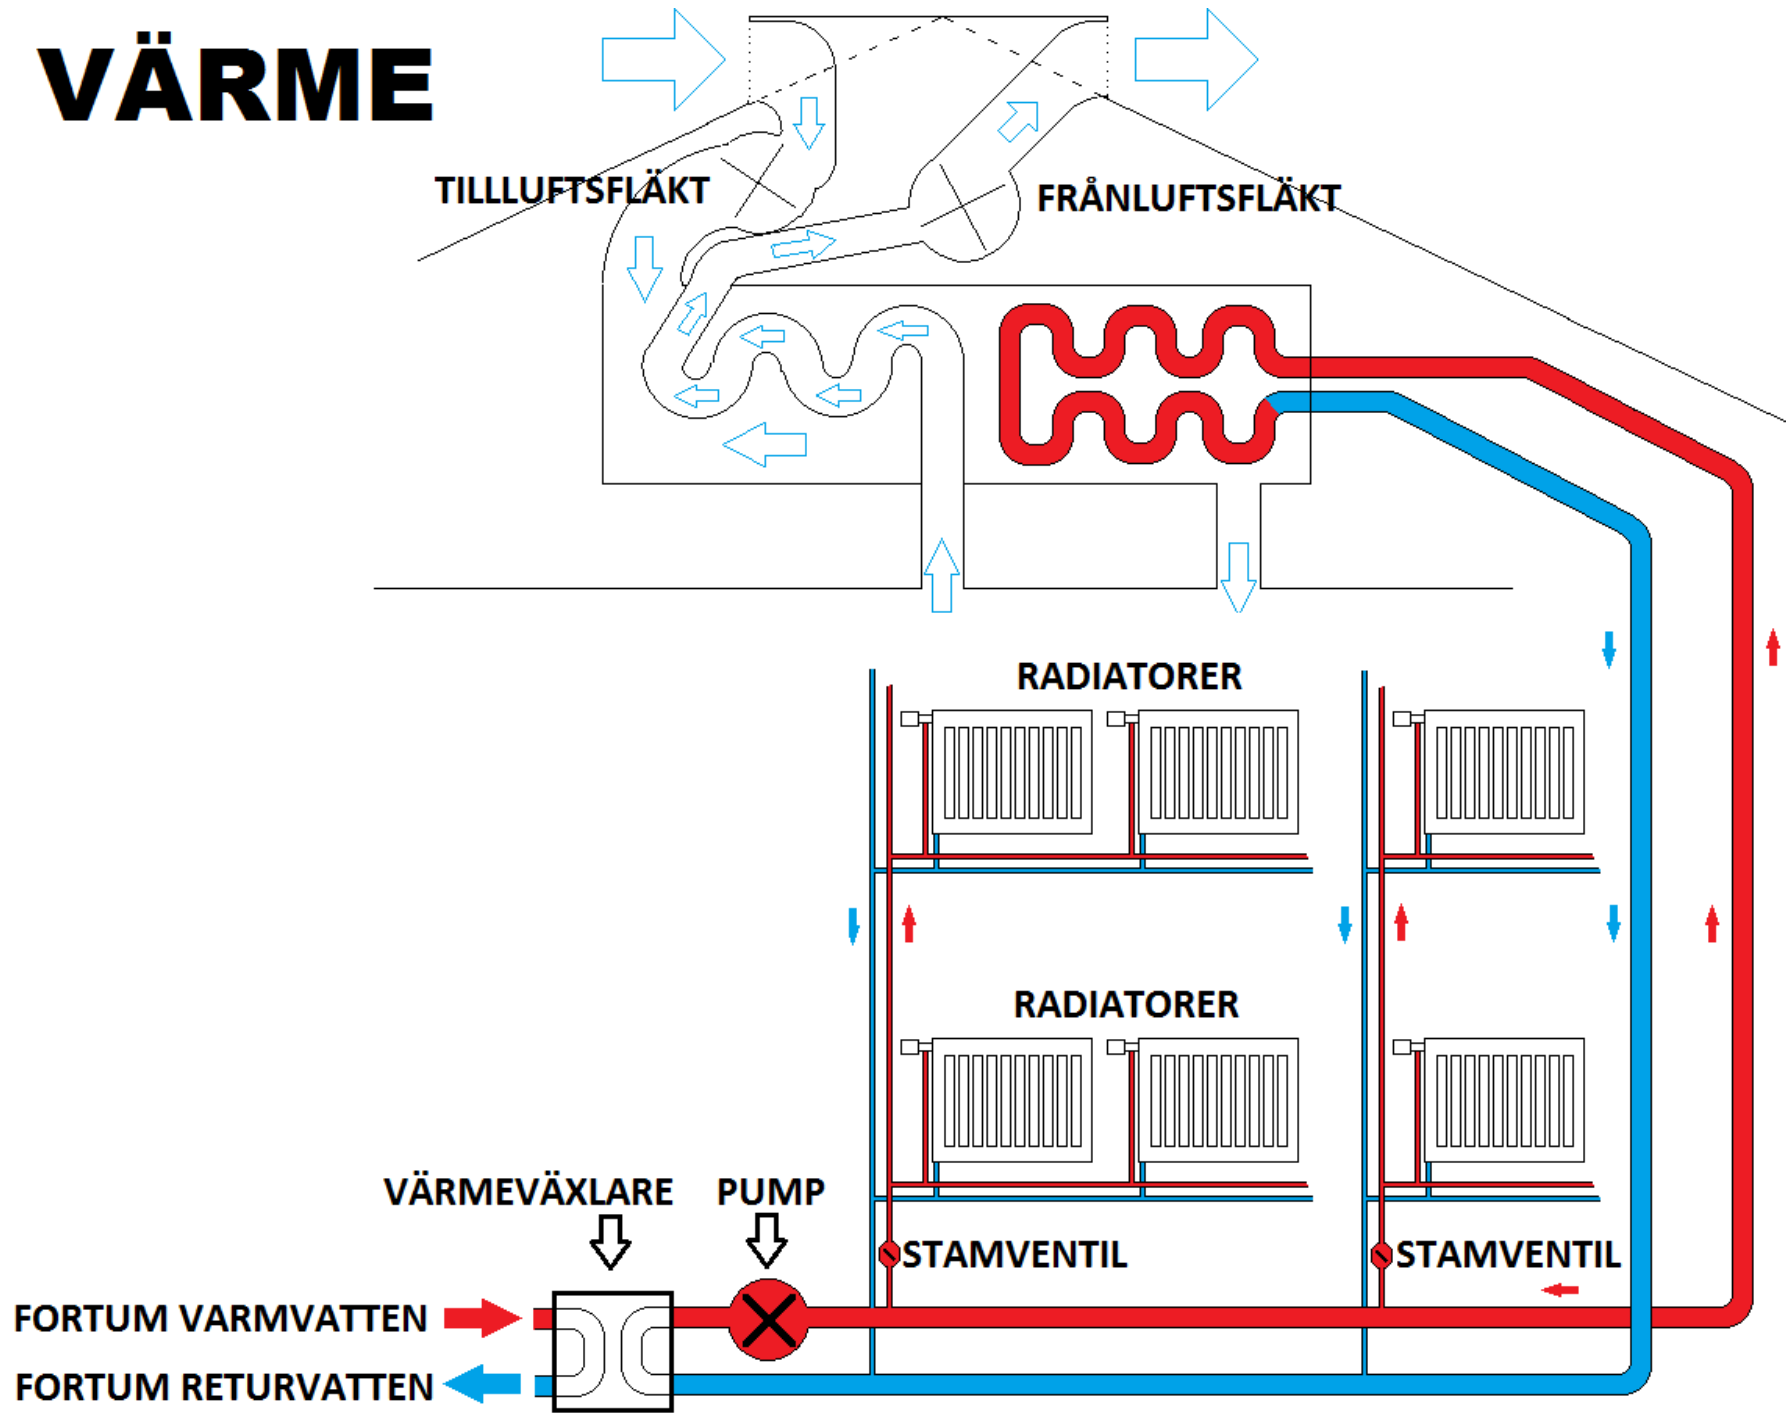 VÄRME
TILLLUFTSFLÄKT
FRÅNLUFTSFLÄKT
RADIATORER
RADIATORER
VÄRMEVÄXLARE
PUMP
STAMVENTIL
STAMVENTIL
FORTUM VARMVATTEN
FORTUM RETURVATTEN